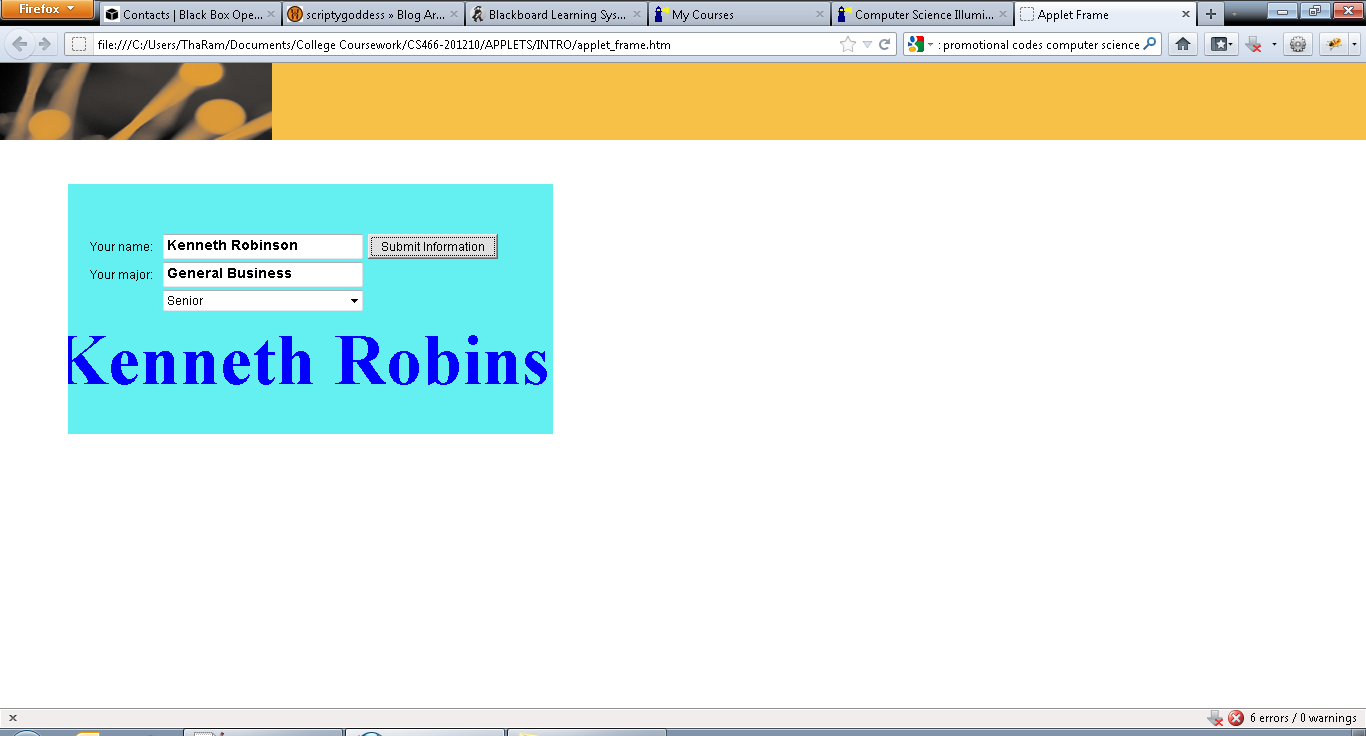 Firefox
Contacts | Black Box Ope...
scriptygoddess » Blog Ar...
Blackboard Learning Sys...
My Courses
Computer Science Illumi...
Applet Frame
file:///C:/Users/ThaRam/Documents/College Coursework/CS466-201210/APPLETS/INTRO/applet_frame.htm
: promotional codes computer science
Your name: Kenneth Robinson Submit Information
Your major: General Business
Senior
Kenneth Robins
6 errors / 0 warnings